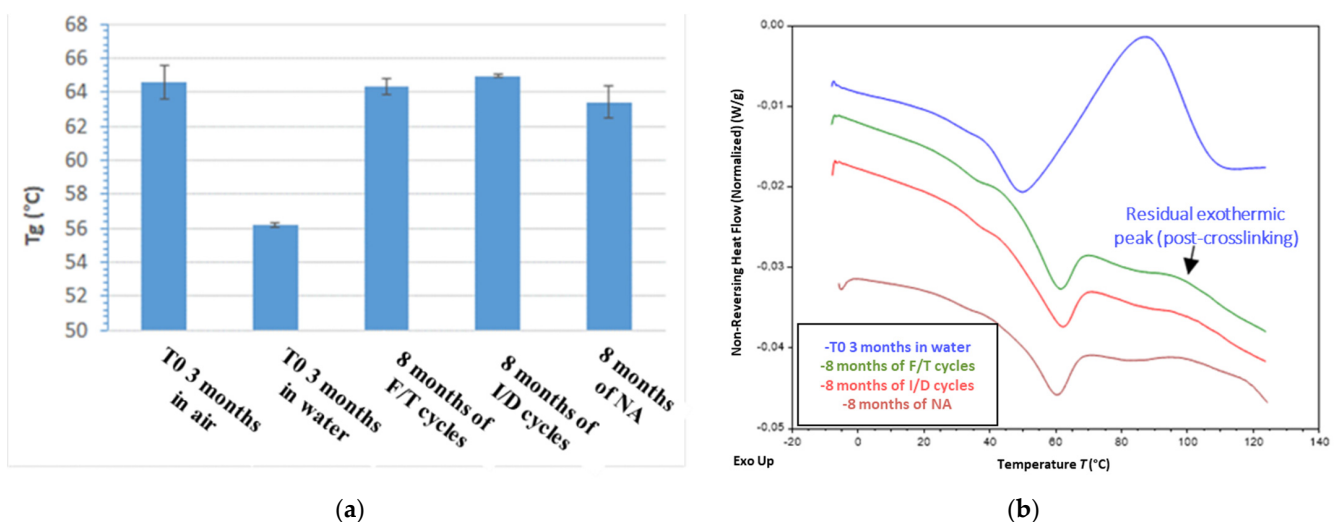 68
66
64
62
60
58
56
54
52
50
Tg (°C)
T0 3 months
in air
T0 3 months
in water
8 months of
F/T cycles
8 months of
I/D cycles
8 months
of NA
(a)
0.00
-0.01
-0.02
-0.03
-0.04
-0.05
Non-Reversing Heat Flow (Normalized) (W/g)
Residual exothermic
peak (post-crosslinking)
-T0 3 months in water
-8 months of F/T cycles
-8 months of I/D cycles
-8 months of NA
-20 0 20 40 60 80 100 120 140
Exo Up
Temperature T (°C)
(b)